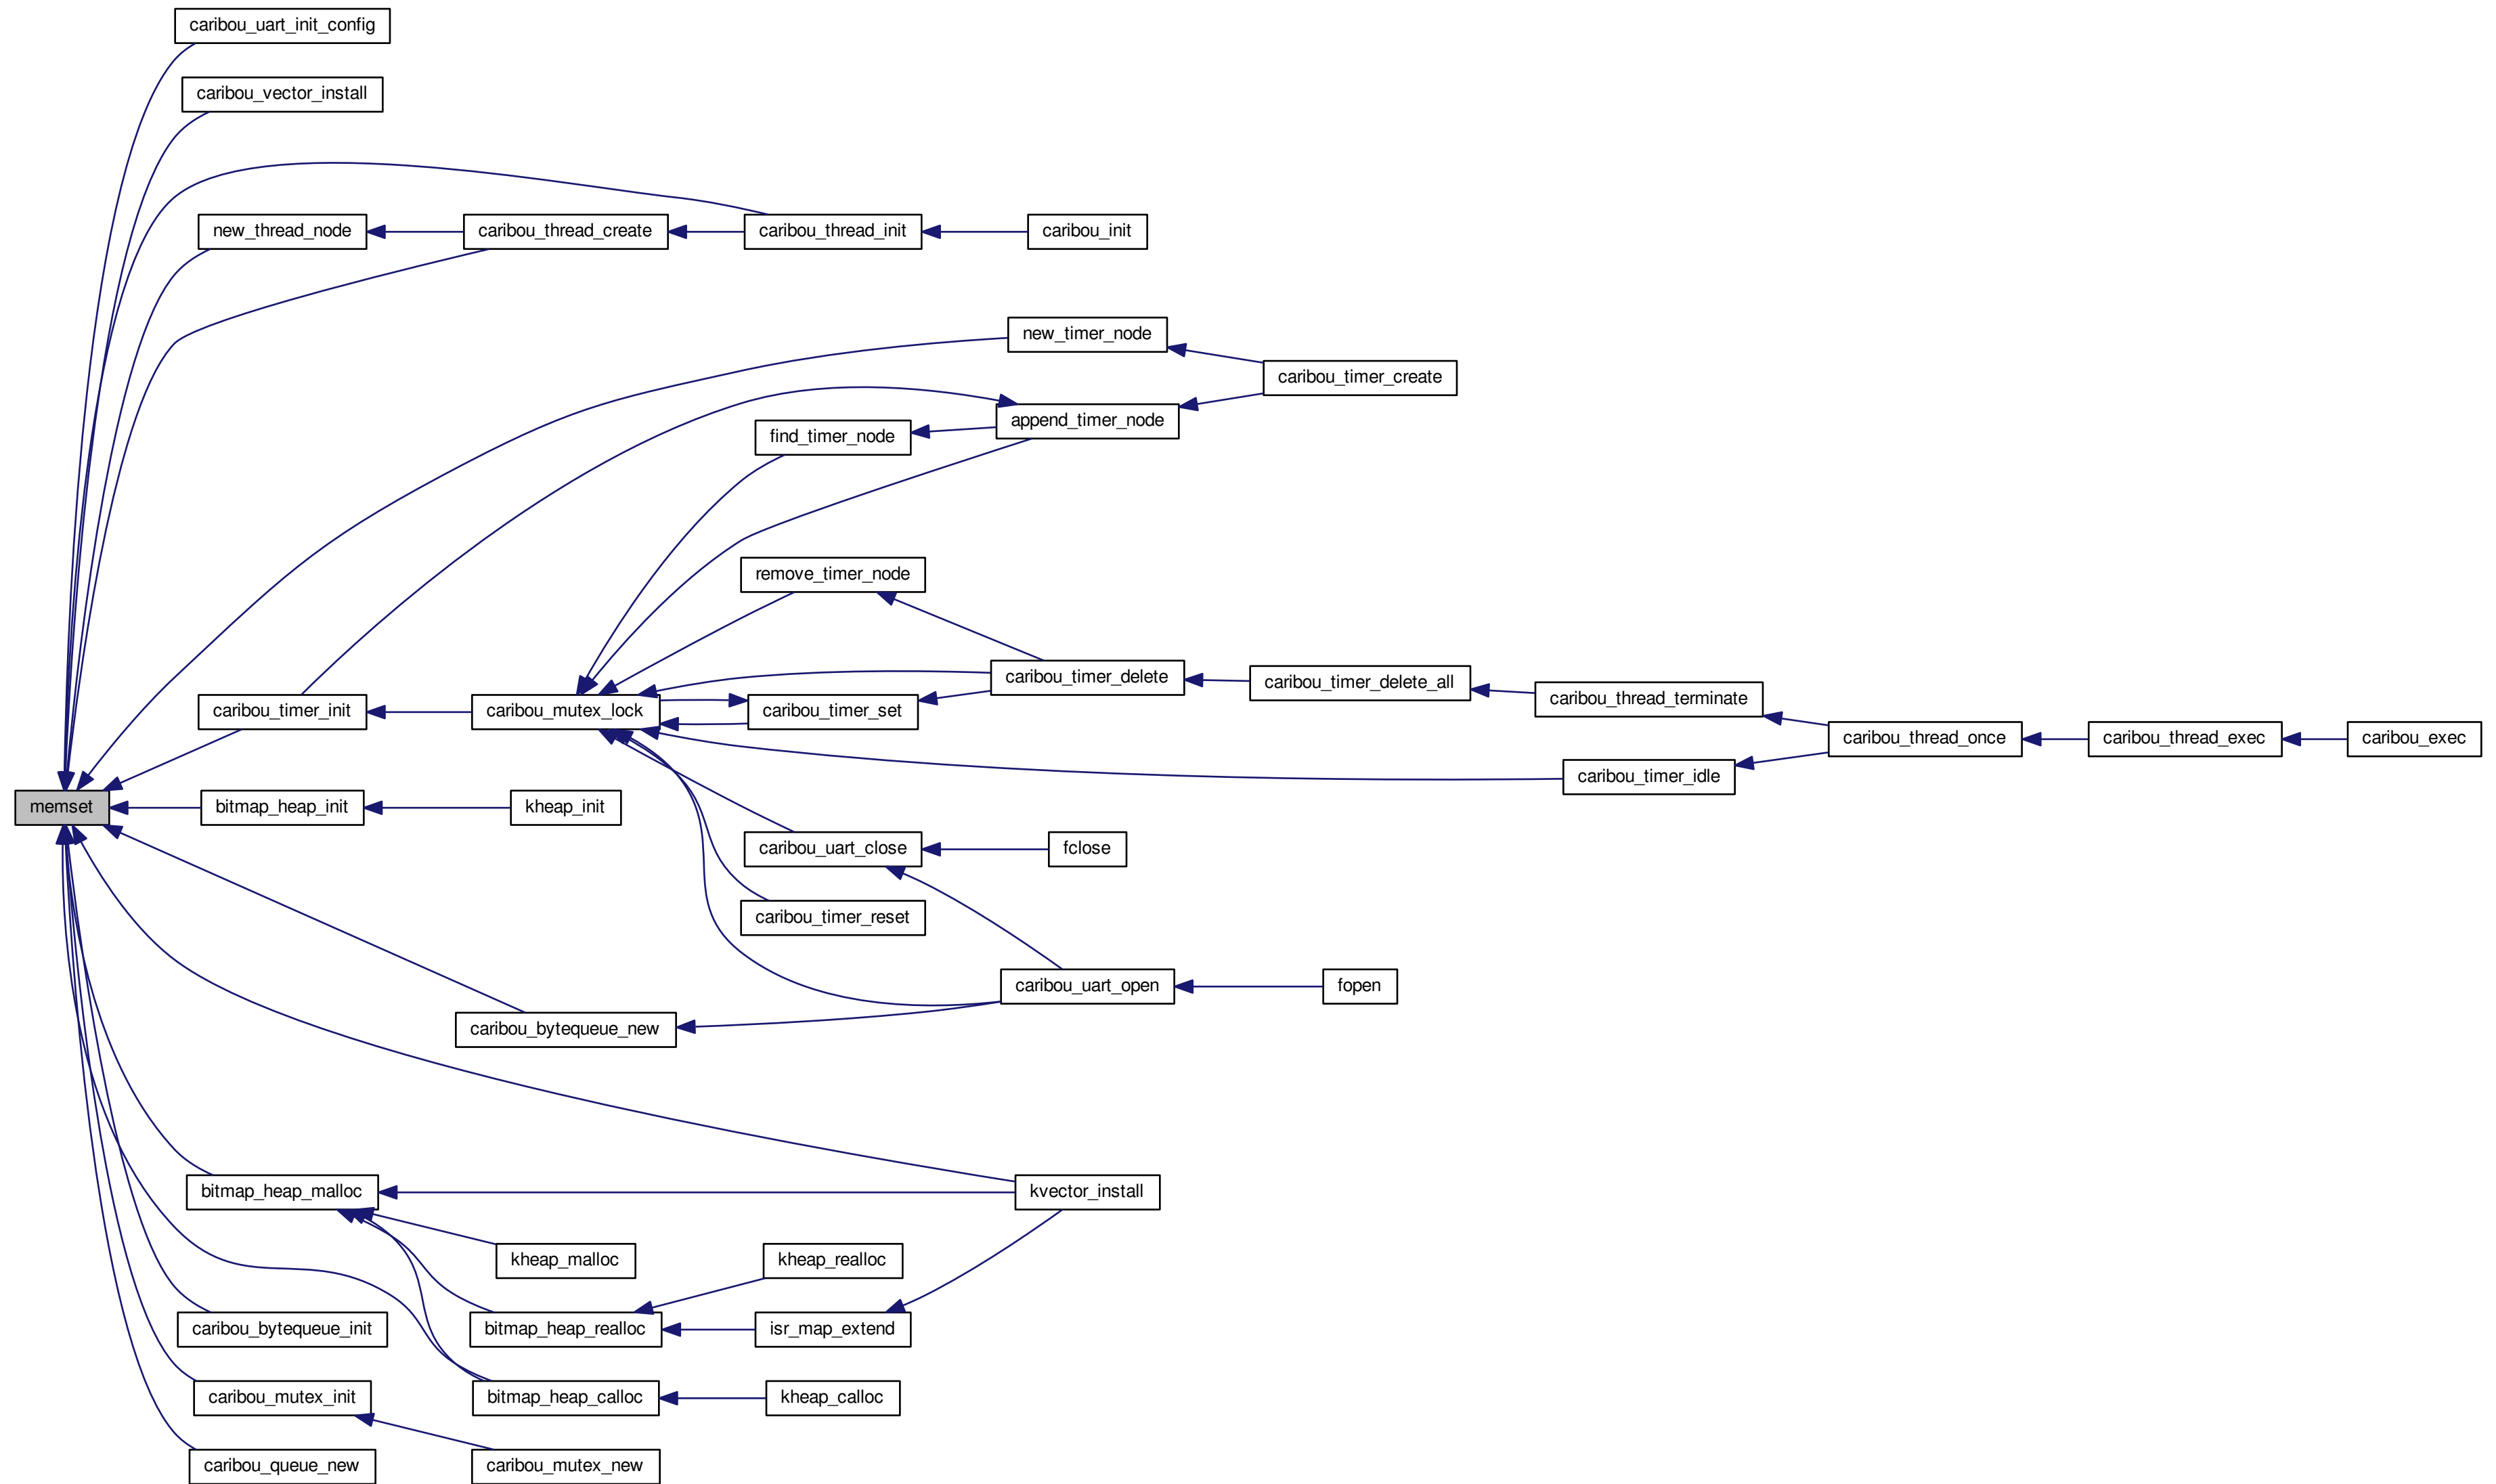 caribou_uart_init_config
caribou_vector_install
new_thread_node
caribou_thread_create
caribou_thread_init
caribou_init
new_timer_node
caribou_timer_create
append_timer_node
find_timer_node
remove_timer_node
caribou_timer_delete
caribou_timer_delete_all
caribou_thread_terminate
caribou_timer_init
caribou_mutex_lock
caribou_timer_set
caribou_thread_once
caribou_thread_exec
caribou_exec
caribou_timer_idle
memset
bitmap_heap_init
kheap_init
caribou_uart_close
fclose
caribou_timer_reset
caribou_uart_open
fopen
caribou_bytequeue_new
bitmap_heap_malloc
kvector_install
kheap_malloc
kheap_realloc
caribou_bytequeue_init
bitmap_heap_realloc
isr_map_extend
caribou_mutex_init
bitmap_heap_calloc
kheap_calloc
caribou_queue_new
caribou_mutex_new